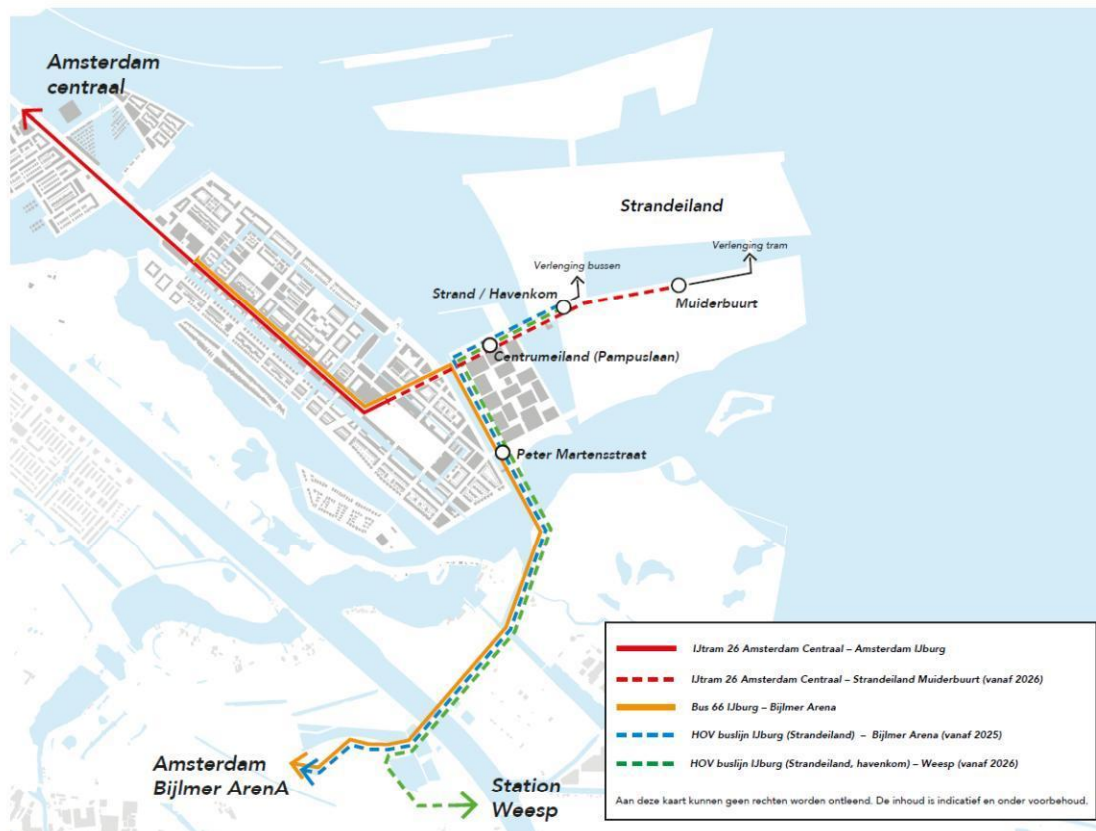 Amsterdam
centraal
Strandeiland
Verlenging tram
Verlenging bussen
Strand / Havenkom
Muiderbuurt
Centrumeiland (Pampuslaan)
Peter Martensstraat
Amsterdam
Bijlmer ArenA
Station
Weesp
IJtram 26 Amsterdam Centraal – Amsterdam IJburg
IJtram 26 Amsterdam Centraal – Strandeiland Muiderbuurt (vanaf 2026)
Bus 66 IJburg – Bijlmer Arena
HOV buslijn IJburg (Strandeiland) – Bijlmer Arena (vanaf 2025)
HOV buslijn IJburg (Strandeiland, havenkom) – Weesp (vanaf 2026)
Aan deze kaart kunnen geen rechten worden ontleend. De inhoud is indicatief en onder voorbehoud.